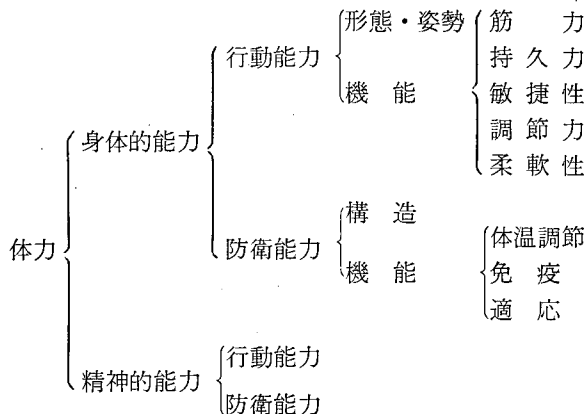 形態・姿勢
筋力
行動能力
持久力
機能
敏捷性
調節力
身体的能力
柔軟性
構造
体温調節
体力
防衛能力
機能
免疫
適応
行動能力
精神的能力
防衛能力